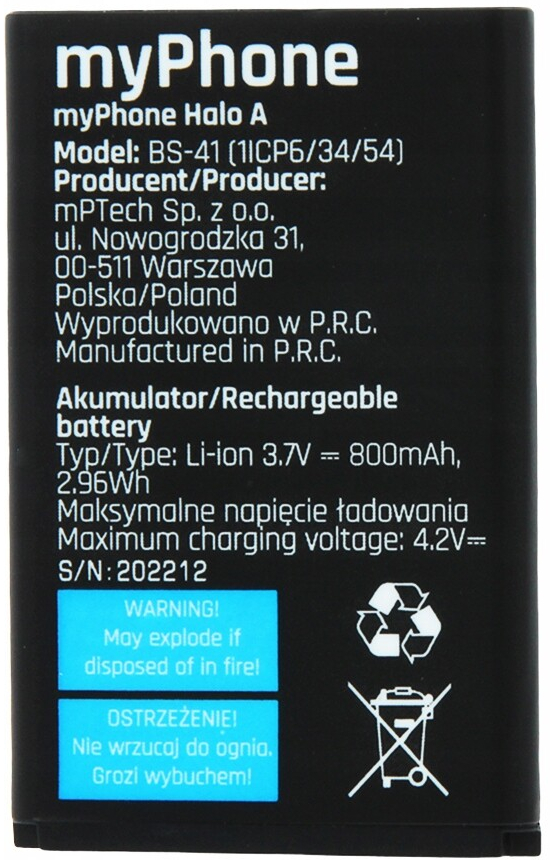 myPhone
myPhone Halo A
Model: BS-41 (1ICP6/34/54)
Producent/Producer:
mPTech Sp. z o.o.
ul. Nowogrodzka 31,
00-511 Warszawa
Polska/Poland
Wyprodukowano w P.R.C.
Manufactured in P.R.C.
Akumulator/Rechargeable
battery
Typ/Type: Li-ion 3.7V ⎓ 800mAh,
2.96Wh
Maksymalne napięcie ładowania
Maximum charging voltage: 4.2V⎓
S/N:202212
WARNING!
May explode if
disposed of in fire!
OSTRZEŻENIE!
Nie wrzucaj do ognia.
Grozi wybuchem!